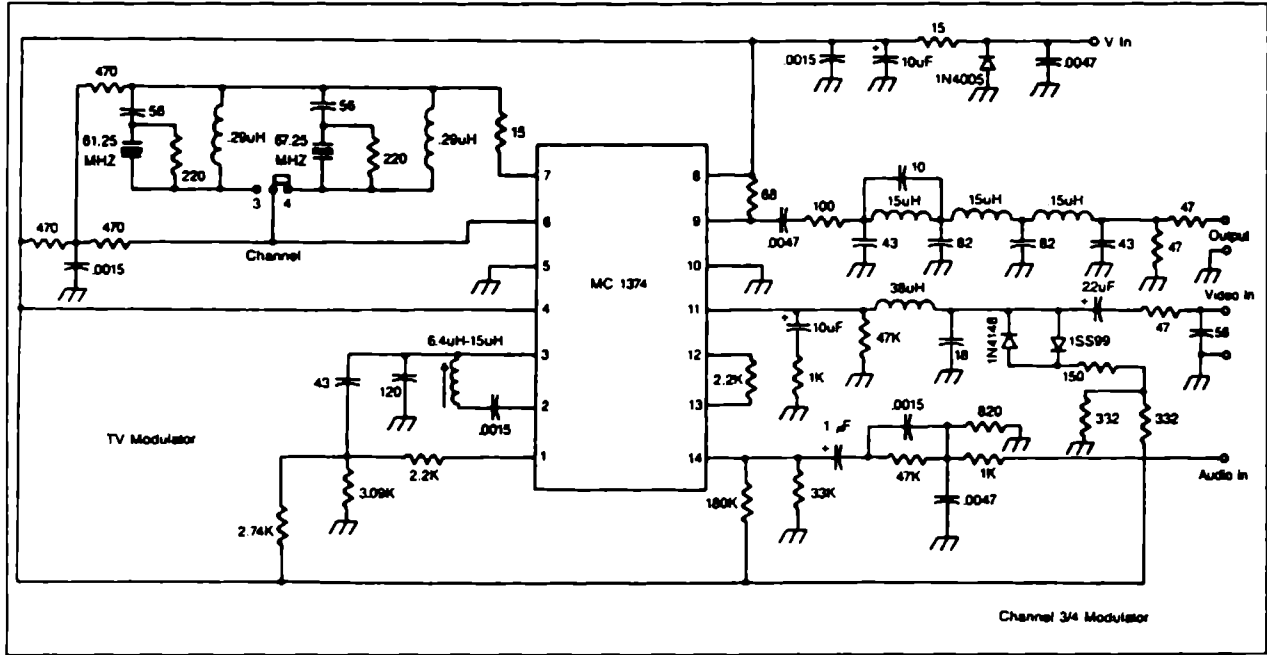 15
V In
.0015
+
10uF
1N4005
.0047
470
56
56
61.25
MHZ
220
.29uH
67.25
MHZ
220
.29uH
15
3
4
7
8
68
6
9
5
10
4
11
3
12
2
13
1
14
MC 1374
470
470
Channel
.0015
10
15uH
15uH
15uH
100
.0047
43
82
82
43
47
47
Output
22uF
+
Video In
38uH
+
10uF
47K
18
1N4148
1SS99
47
56
150
1K
2.2K
6.4uH-15uH
43
120
.0015
TV Modulator
2.2K
3.09K
2.74K
.0015
820
332
332
+
47K
1K
Audio in
180K
33K
.0047
Channel 3/4 Modulator